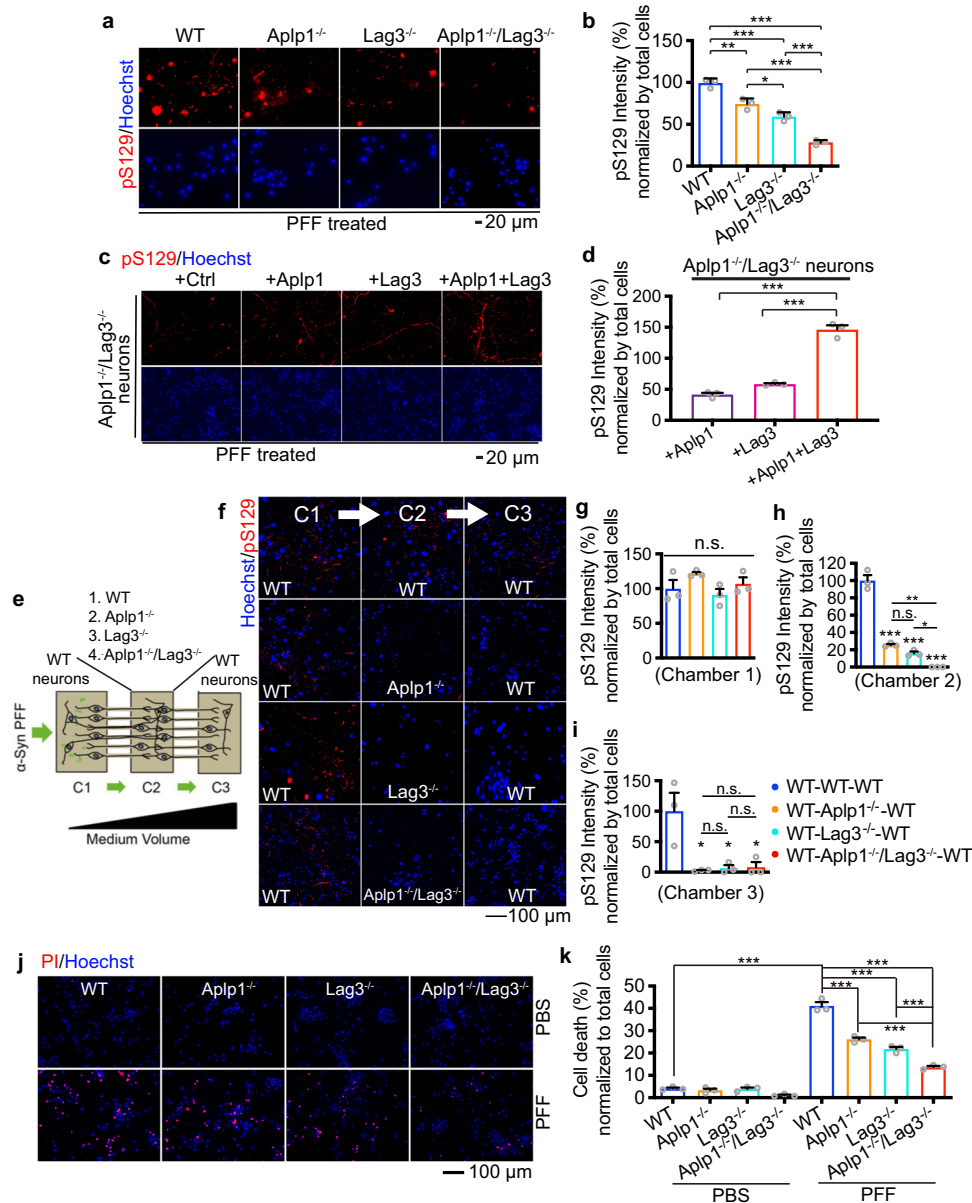 a
WT
Aplp1-/-
Lag3-/-
Aplp1-/-/Lag3-/-
pS129/Hoechst
PFF treated
20 µm
b
pS129 Intensity (%)
normalized by total cells
150
100
50
0
***
***
***
**
***
*
WT
Aplp1-/-
Lag3-/-
Aplp1-/-/Lag3-/-
c
pS129/Hoechst
+Ctrl
+Aplp1
+Lag3
+Aplp1+Lag3
Aplp1-/-/Lag3-/-
neurons
PFF treated
20 µm
d
Aplp1-/-/Lag3-/- neurons
pS129 Intensity (%)
normalized by total cells
200
150
100
50
0
***
***
+Aplp1
+Lag3
+Aplp1+Lag3
e
1. WT
2. Aplp1-/-
3. Lag3-/-
4. Aplp1-/-/Lag3-/-
WT
neurons
WT
neurons
α-Syn PFF
C1
C2
C3
Medium Volume
f
Hoechst/pS129
C1
C2
C3
WT
WT
WT
WT
Aplp1-/-
WT
WT
Lag3-/-
WT
WT
Aplp1-/-/Lag3-/-
WT
100 µm
g
pS129 Intensity (%)
normalized by total cells
150
100
50
0
n.s.
(Chamber 1)
h
pS129 Intensity (%)
normalized by total cells
120
100
80
60
40
20
0
**
n.s.
*
***
***
***
(Chamber 2)
i
pS129 Intensity (%)
normalized by total cells
150
100
50
0
n.s.
n.s.
n.s.
*
*
*
(Chamber 3)
WT-WT-WT
WT-Aplp1-/--WT
WT-Lag3-/--WT
WT-Aplp1-/-/Lag3-/--WT
j
PI/Hoechst
WT
Aplp1-/-
Lag3-/-
Aplp1-/-/Lag3-/-
PBS
PFF
100 µm
k
Cell death (%)
normalized to total cells
50
40
30
20
10
0
***
***
***
***
***
***
WT
Aplp1-/-
Lag3-/-
Aplp1-/-/Lag3-/-
WT
Aplp1-/-
Lag3-/-
Aplp1-/-/Lag3-/-
PBS
PFF